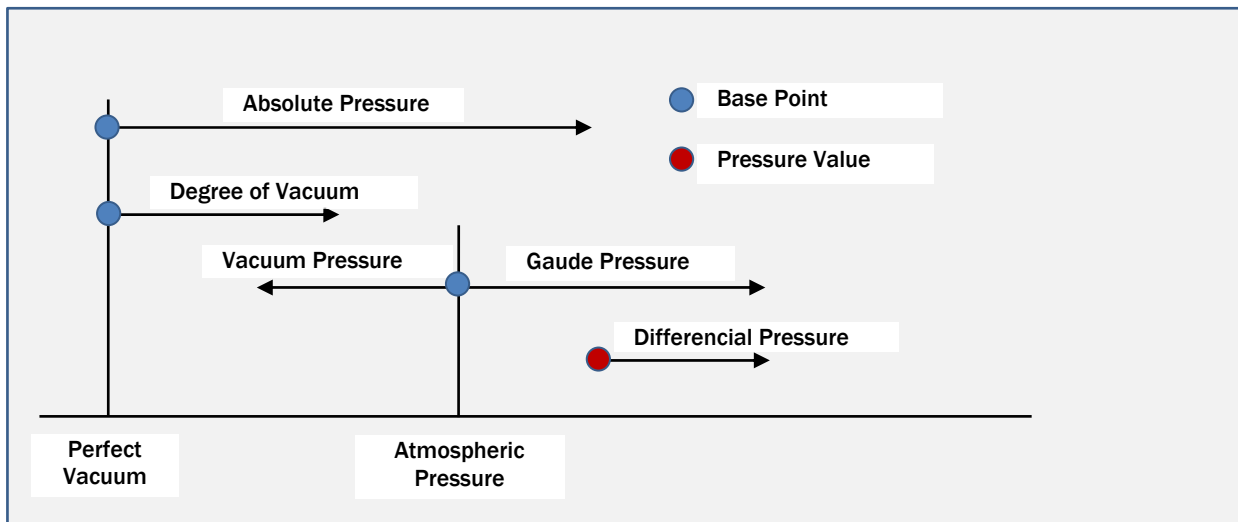 Absolute Pressure
Base Point
Pressure Value
Degree of Vacuum
Vacuum Pressure
Gaude Pressure
Differencial Pressure
Perfect
Vacuum
Atmospheric
Pressure